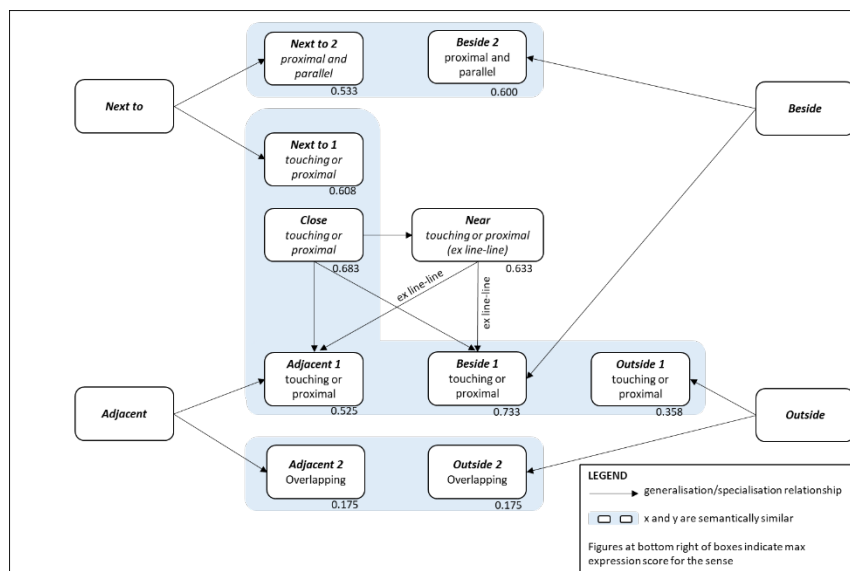 Next to 2
proximal and
parallel
0.533
Beside 2
proximal and
parallel
0.600
Next to
Beside
Next to 1
touching or
proximal
0.608
Close
touching or
proximal
0.683
Near
touching or proximal
(ex line-line)
0.633
ex line-line
ex line-line
Adjacent 1
touching or
proximal
0.525
Beside 1
touching or
proximal
0.733
Outside 1
touching or
proximal
0.358
Adjacent
Outside
Adjacent 2
Overlapping
0.175
Outside 2
Overlapping
0.175
LEGEND
generalisation/specialisation relationship
x and y are semantically similar
Figures at bottom right of boxes indicate max
expression score for the sense